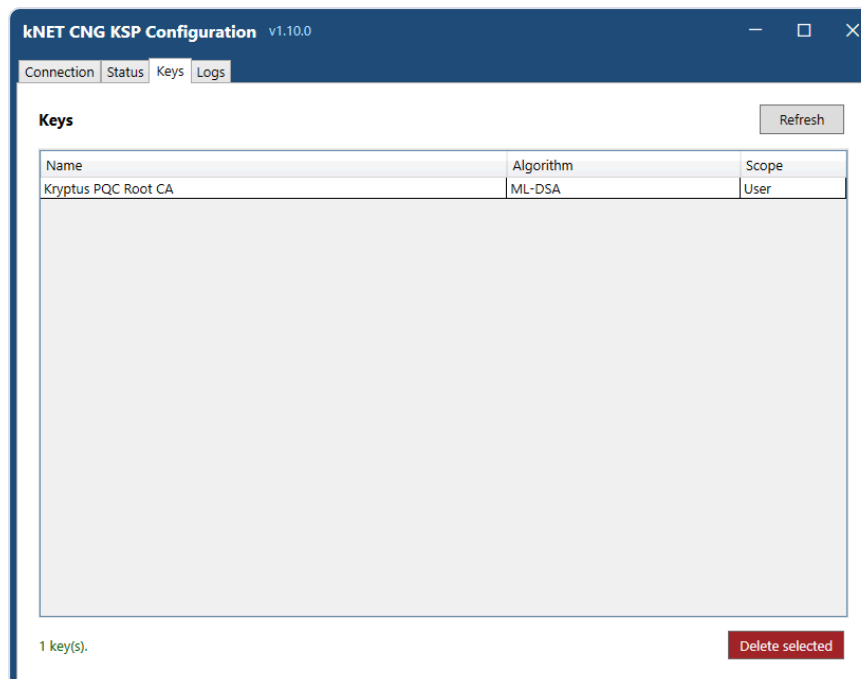 kNET CNG KSP Configuration v1.10.0
Connection Status Keys Logs
Keys Refresh
Name Algorithm Scope
Kryptus PQC Root CA ML-DSA User
1 key(s). Delete selected